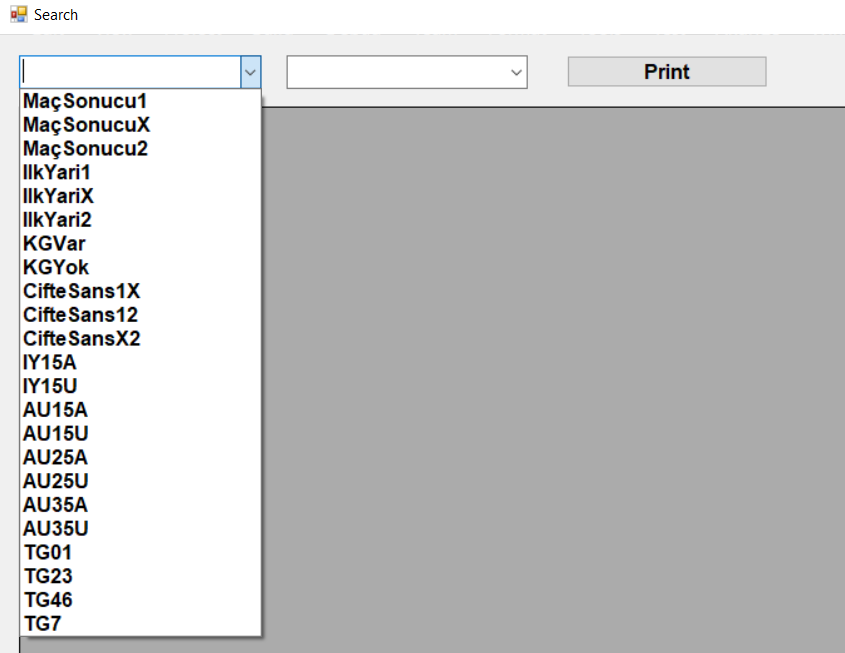 Search
Print
MaçSonucu1
MaçSonucuX
MaçSonucu2
IlkYari1
IlkYariX
IlkYari2
KGVar
KGYok
CifteSans1X
CifteSans12
CifteSansX2
IY15A
IY15U
AU15A
AU15U
AU25A
AU25U
AU35A
AU35U
TG01
TG23
TG46
TG7